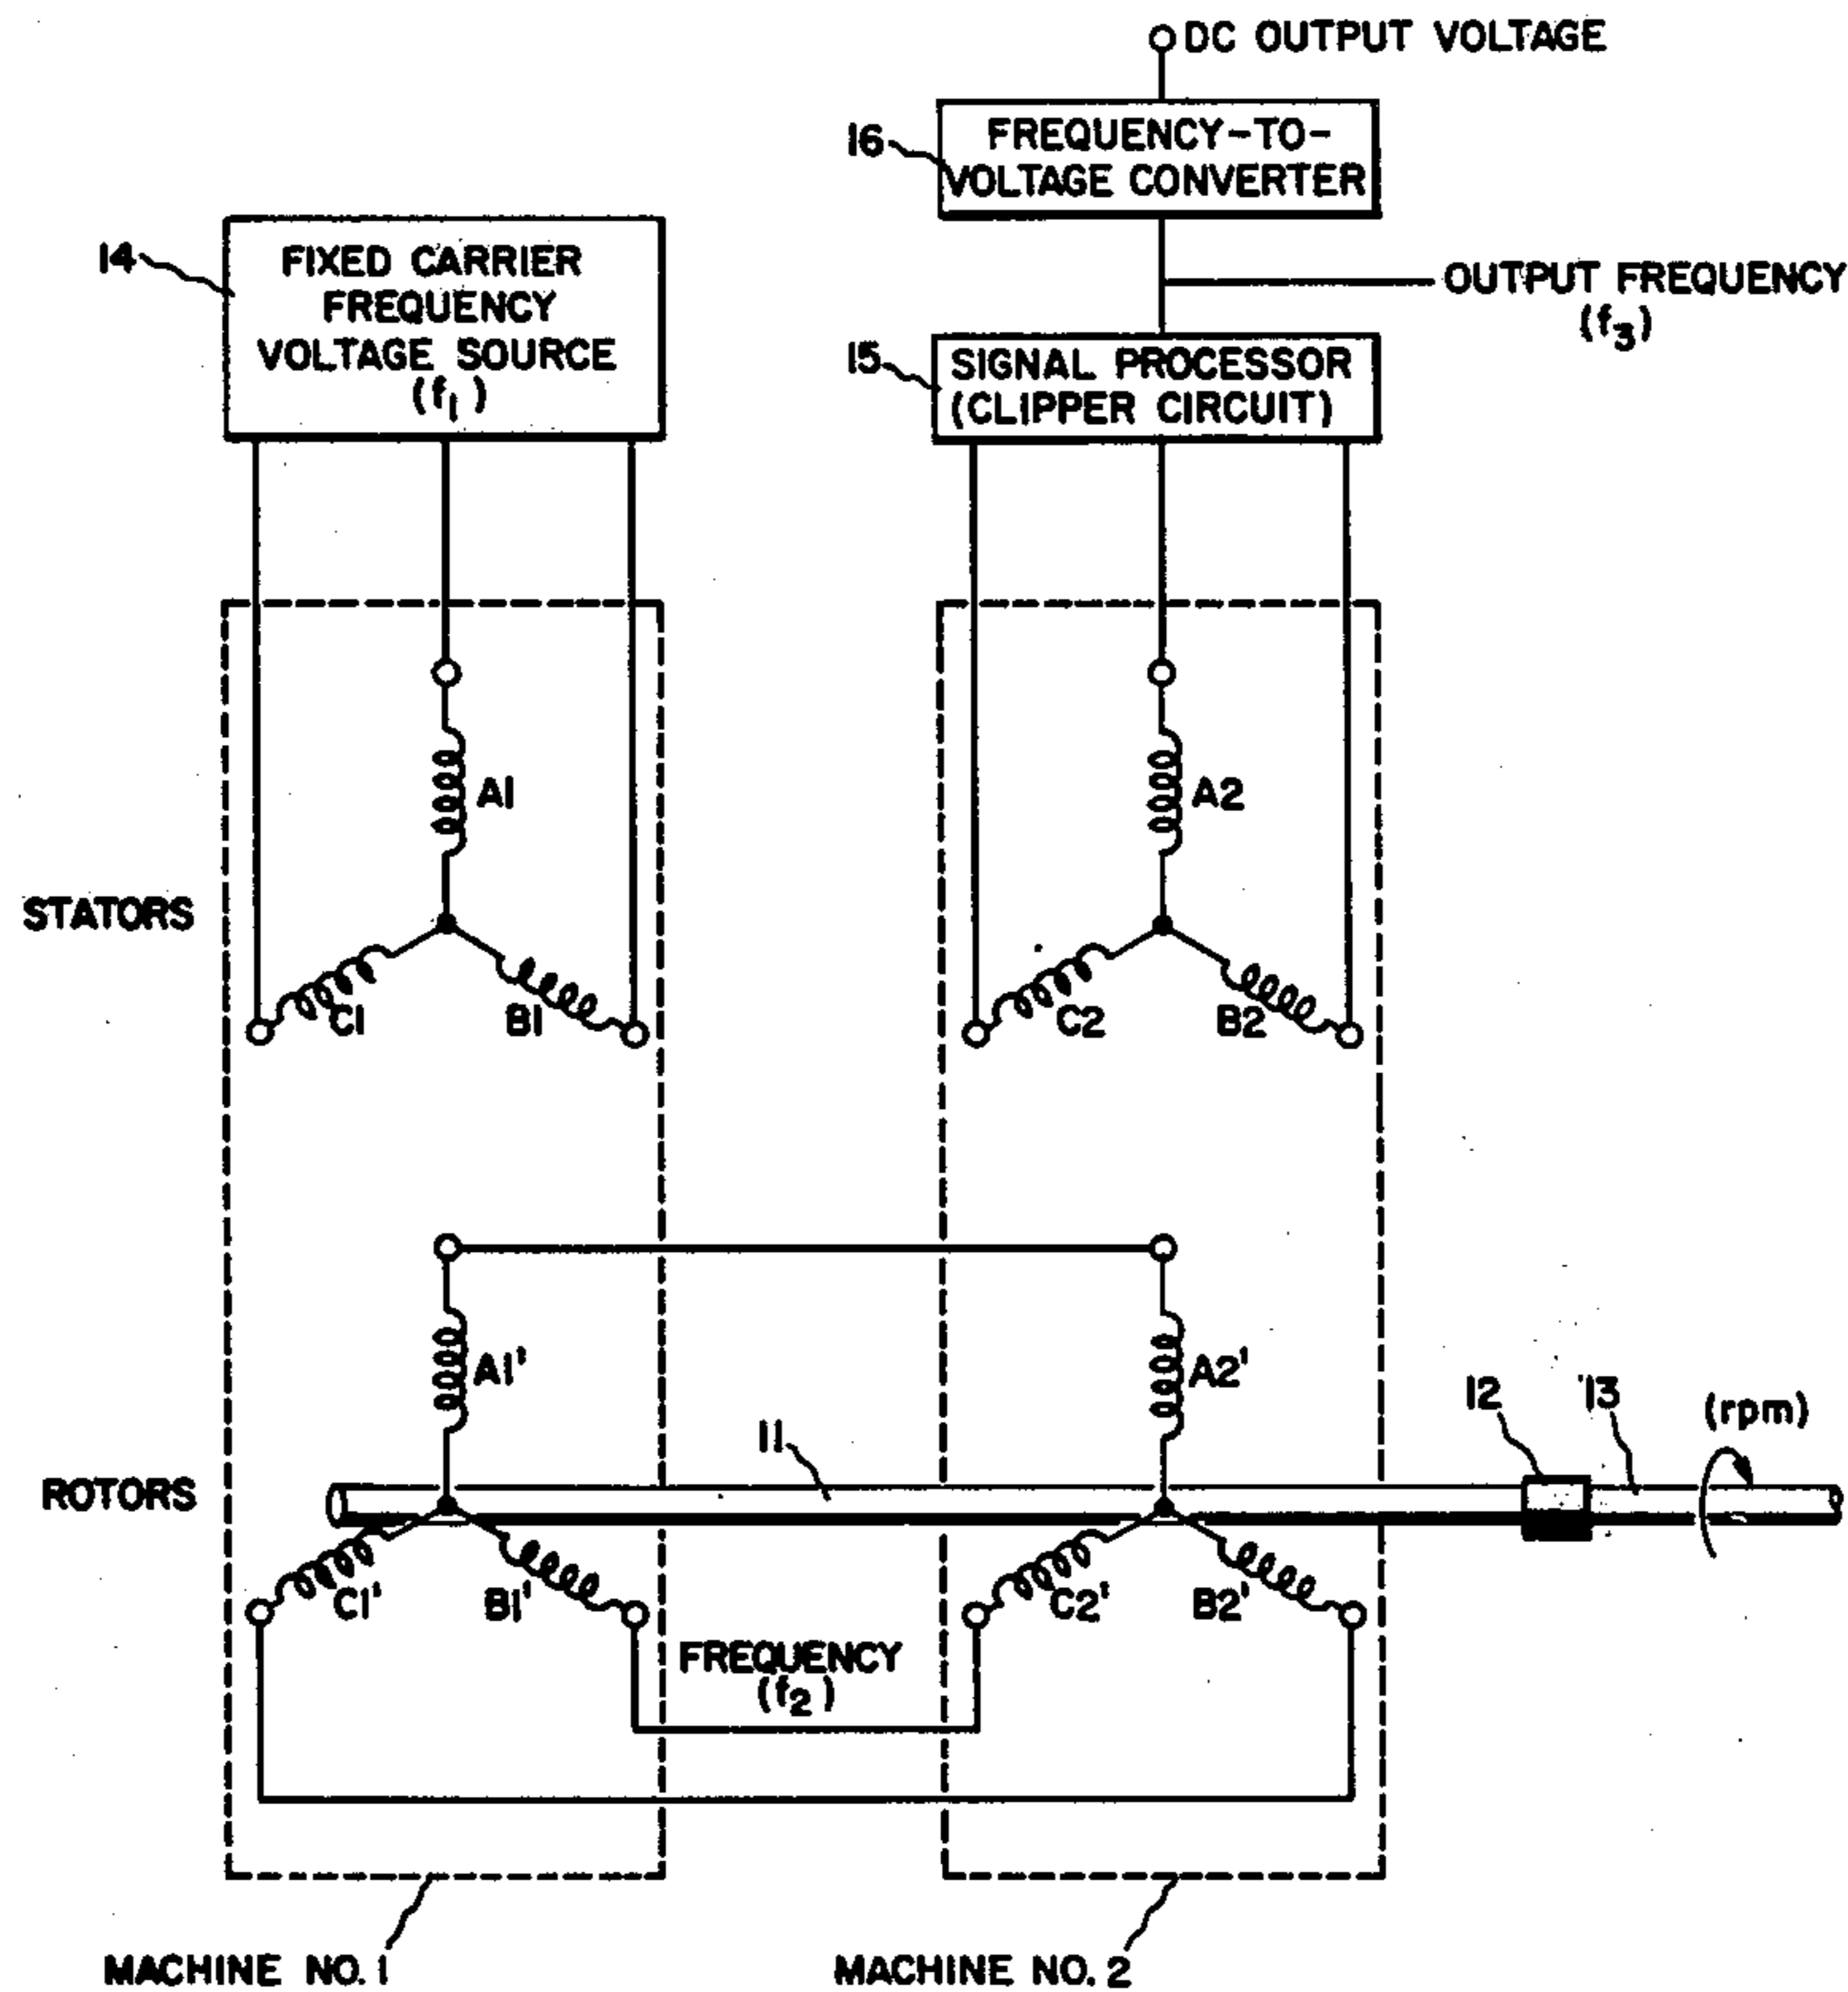 DC OUTPUT VOLTAGE
16
FREQUENCY-TO-
VOLTAGE CONVERTER
14
FIXED CARRIER
FREQUENCY
VOLTAGE SOURCE
(f1)
OUTPUT FREQUENCY
(f3)
15
SIGNAL PROCESSOR
(CLIPPER CIRCUIT)
A1
A2
STATORS
C1
B1
C2
B2
A1'
A2'
11
12
13
(rpm)
ROTORS
C1'
B1'
C2'
B2'
FREQUENCY
(f2)
MACHINE NO. 1
MACHINE NO. 2